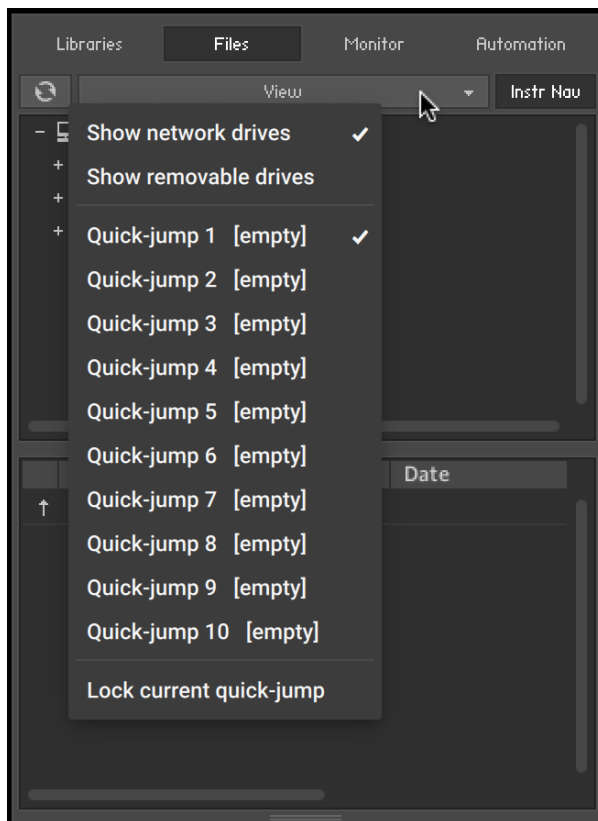 Libraries Files Monitor Automation
View Instr Nav
Show network drives
Show removable drives
Quick-jump 1 [empty]
Quick-jump 2 [empty]
Quick-jump 3 [empty]
Quick-jump 4 [empty]
Quick-jump 5 [empty]
Quick-jump 6 [empty]
Quick-jump 7 [empty]
Quick-jump 8 [empty]
Quick-jump 9 [empty]
Quick-jump 10 [empty]
Lock current quick-jump
Date